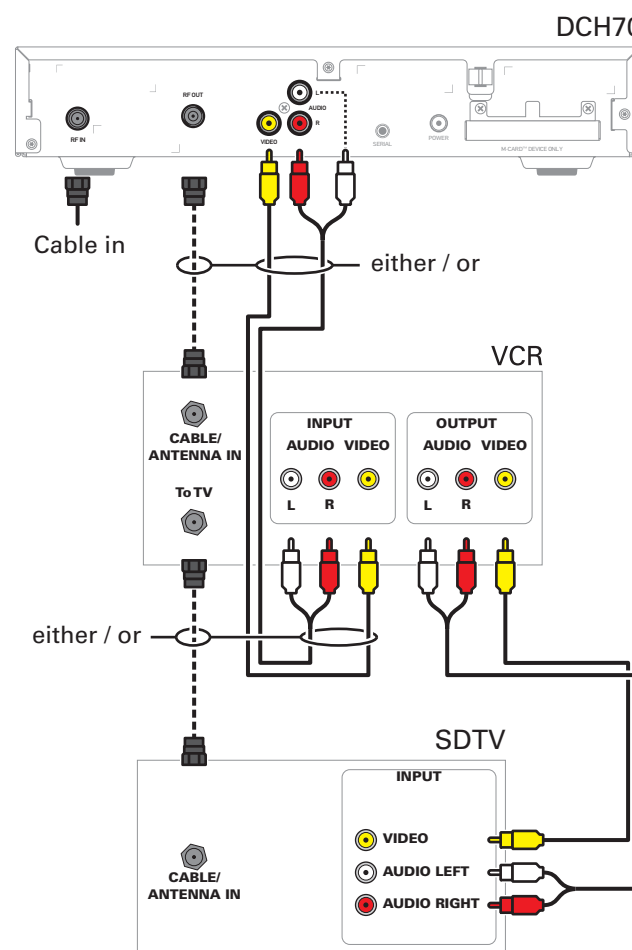 DCH70
RF IN
RF OUT
L
AUDIO
R
VIDEO
SERIAL
POWER
M-CARD™ DEVICE ONLY
Cable in
either / or
VCR
CABLE/
ANTENNA IN
To TV
INPUT
AUDIO VIDEO
L R
OUTPUT
AUDIO VIDEO
L R
either / or
SDTV
CABLE/
ANTENNA IN
INPUT
VIDEO
AUDIO LEFT
AUDIO RIGHT